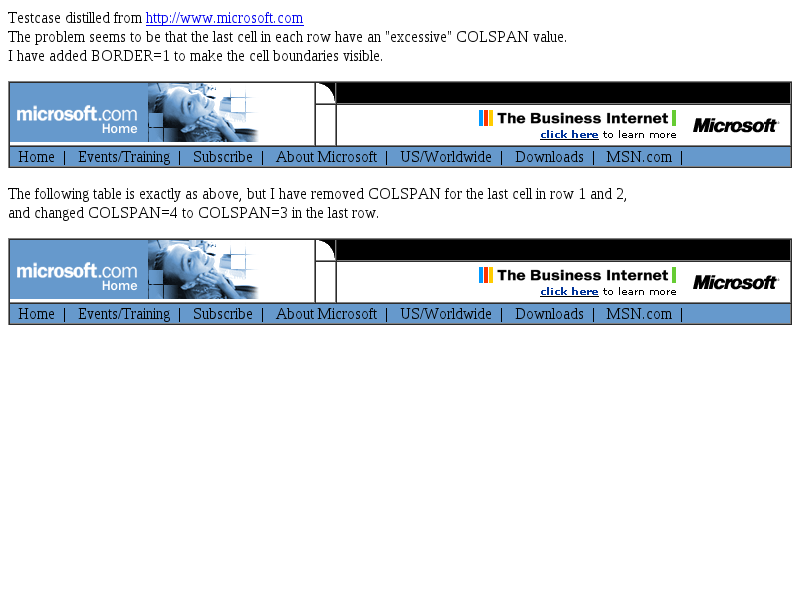 Testcase distilled from http://www.microsoft.com
The problem seems to be that the last cell in each row have an "excessive" COLSPAN value.
I have added BORDER=1 to make the cell boundaries visible.
microsoft.com
Home
The Business Internet
click here to learn more
Microsoft
Home | Events/Training | Subscribe | About Microsoft | US/Worldwide | Downloads | MSN.com |
The following table is exactly as above, but I have removed COLSPAN for the last cell in row 1 and 2,
and changed COLSPAN=4 to COLSPAN=3 in the last row.
microsoft.com
Home
The Business Internet
click here to learn more
Microsoft
Home | Events/Training | Subscribe | About Microsoft | US/Worldwide | Downloads | MSN.com |